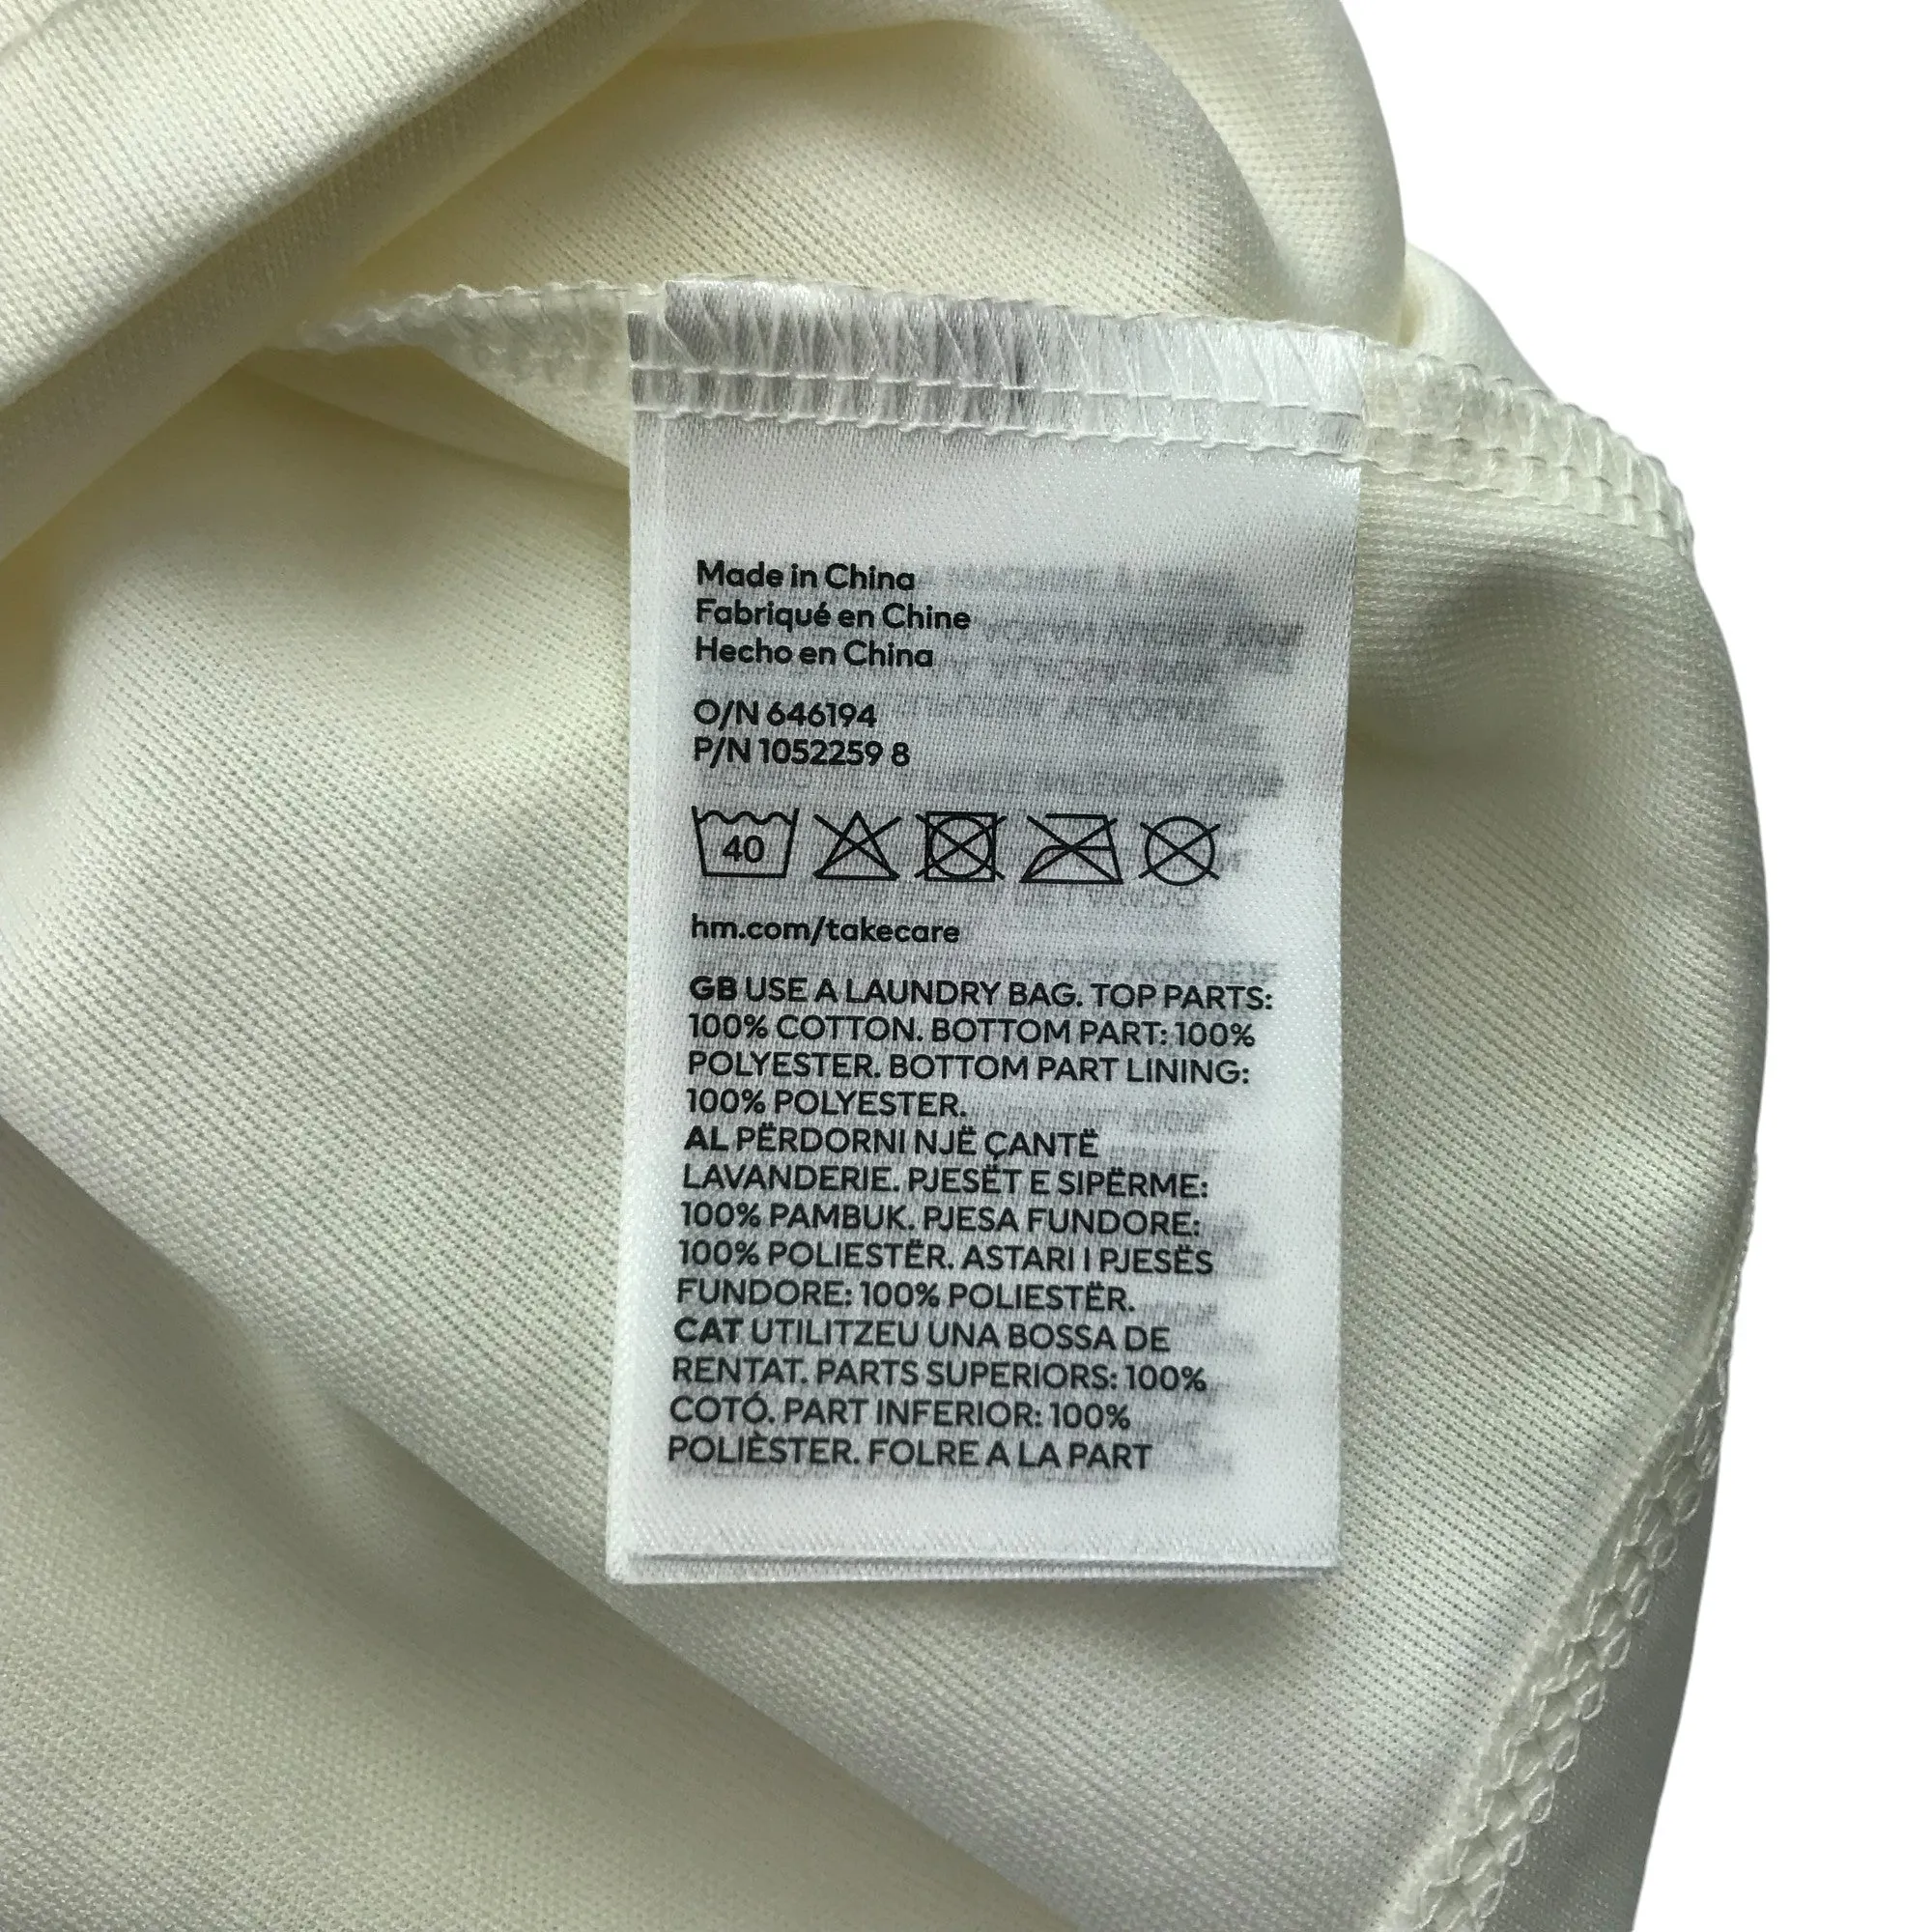 Made in China
Fabriqué en Chine
Hecho en China
O/N 646194
P/N 1052259 8
40
hm.com/takecare
GB USE A LAUNDRY BAG. TOP PARTS:
100% COTTON. BOTTOM PART: 100%
POLYESTER. BOTTOM PART LINING:
100% POLYESTER.
AL PËRDORNI NJË ÇANTË
LAVANDERIE. PJESËT E SIPËRME:
100% PAMBUK. PJESA FUNDORE:
100% POLIESTËR. ASTARI I PJESËS
FUNDORE: 100% POLIESTËR.
CAT UTILITZEU UNA BOSSA DE
RENTAT. PARTS SUPERIORS: 100%
COTÓ. PART INFERIOR: 100%
POLIÈSTER. FOLRE A LA PART